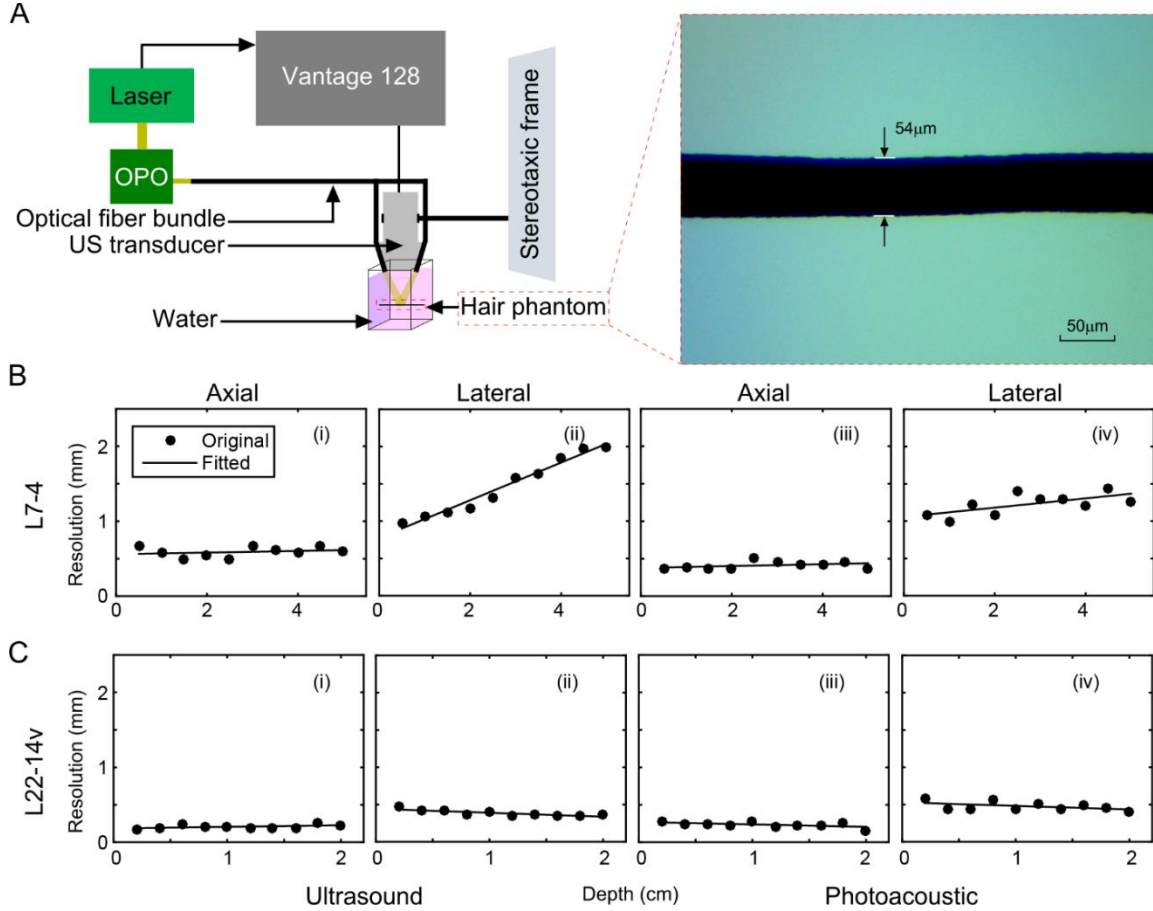 A
Laser
Vantage 128
OPO
Optical fiber bundle
US transducer
Water
Hair phantom
Stereotaxic frame
54μm
50μm
B
Axial
Lateral
Axial
Lateral
L7-4
Resolution (mm)
2
1
0
Original
Fitted
(i)
(ii)
(iii)
(iv)
0 2 4
0 2 4
0 2 4
0 2 4
C
L22-14v
Resolution (mm)
2
1
0
(i)
(ii)
(iii)
(iv)
0 1 2
0 1 2
0 1 2
0 1 2
Ultrasound
Depth (cm)
Photoacoustic